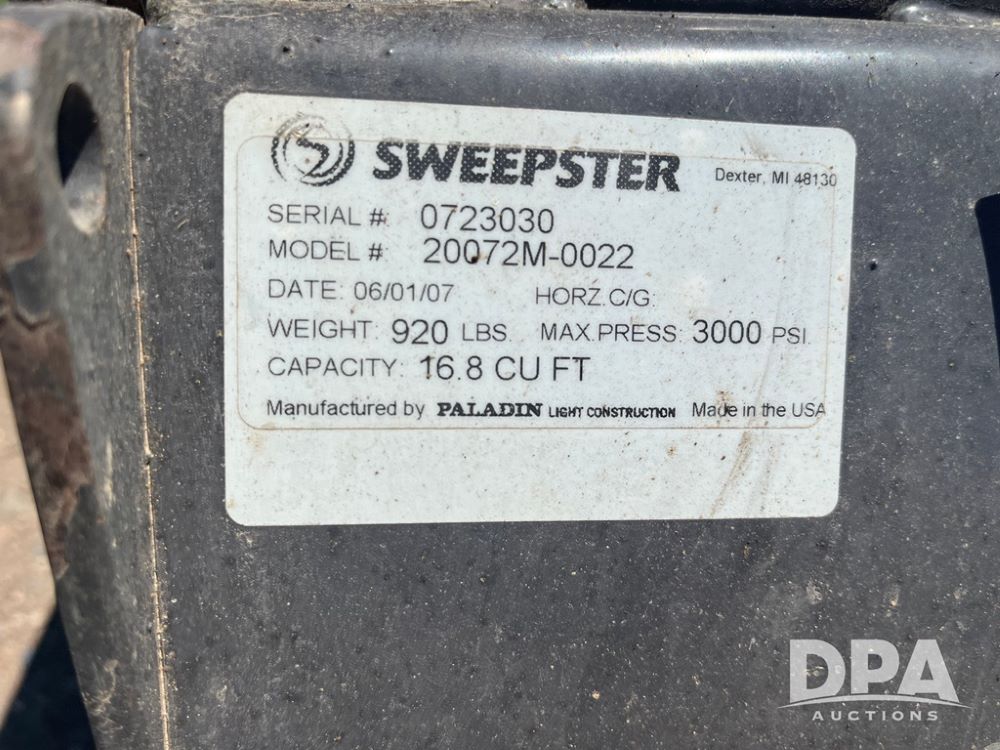 SWEEPSTER Dexter, MI 48130
SERIAL #: 0723030
MODEL # 20072M-0022
DATE: 06/01/07 HORZ.C/G:
WEIGHT: 920 LBS. MAX.PRESS: 3000 PSI.
CAPACITY: 16.8 CU FT
Manufactured by PALADIN LIGHT CONSTRUCTION Made in the USA
DPA
AUCTIONS